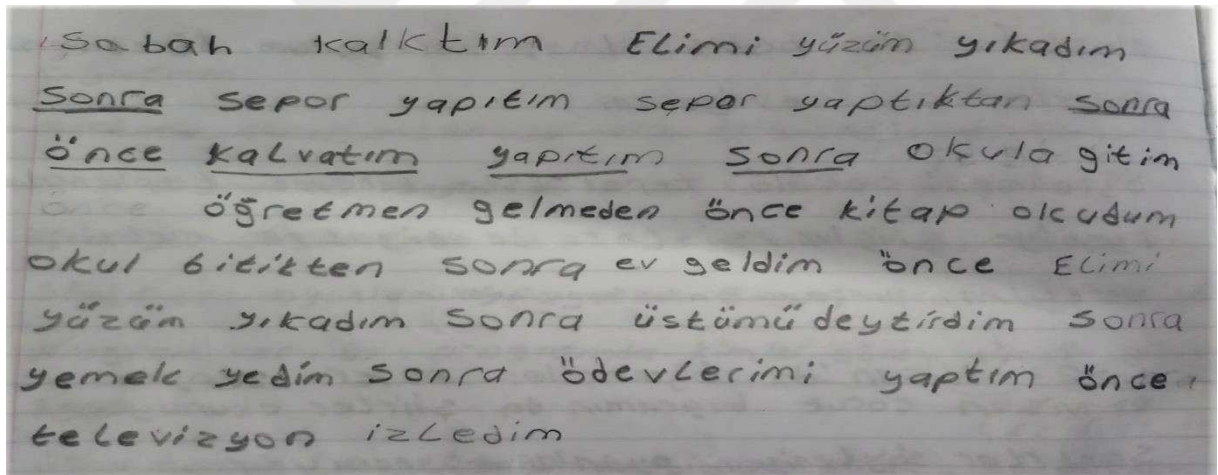 Sabah kalktım Elimi yüzüm yıkadım
Sonra sepor yapıtım sepor yaptıktan sonra
önce kalvatım yapıtım sonra okula gitim
önce öğretmen gelmeden önce kitap okudum
okul bitikten sonra ev geldim önce Elimi
yüzüm yıkadım sonra üstümü deytirdim sonra
yemek yedim sonra ödevlerimi yaptım önce
televizyon izledim